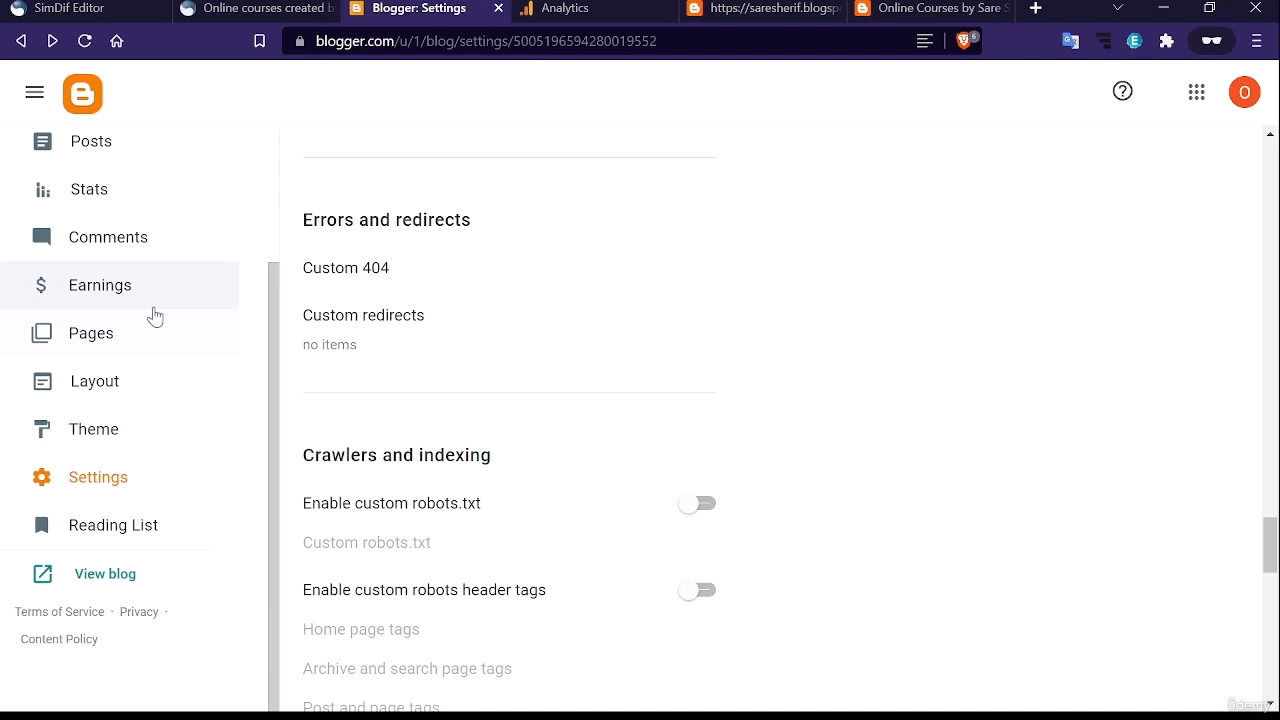 SimDif Editor
Online courses created b
Blogger: Settings
Analytics
https://saresherif.blogsp
Online Courses by Sare S
blogger.com/u/1/blog/settings/5005196594280019552
6
E
O
Posts
Stats
Comments
Earnings
Pages
Layout
Theme
Settings
Reading List
View blog
Terms of Service · Privacy ·
Content Policy
Errors and redirects
Custom 404
Custom redirects
no items
Crawlers and indexing
Enable custom robots.txt
Custom robots.txt
Enable custom robots header tags
Home page tags
Archive and search page tags
Post and page tags
Udemy